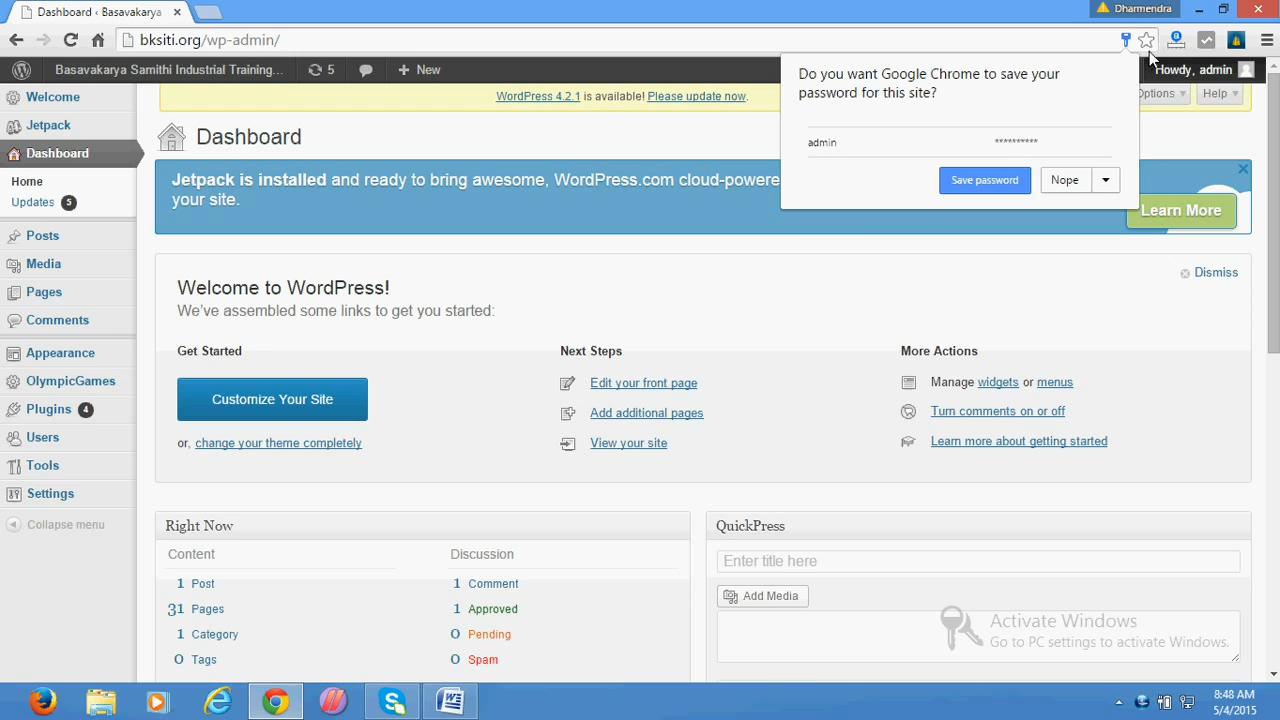 Dashboard ‹ Basavakarya
Dharmendra
bksiti.org/wp-admin/
Basavakarya Samithi Industrial Training...
5
New
Howdy, admin
Do you want Google Chrome to save your
password for this site?
admin
**********
Save password
Nope
Welcome
Jetpack
Dashboard
Home
Updates 5
Posts
Media
Pages
Comments
Appearance
OlympicGames
Plugins 4
Users
Tools
Settings
Collapse menu
WordPress 4.2.1 is available! Please update now.
Options
Help
Dashboard
Jetpack is installed and ready to bring awesome, WordPress.com cloud-powere
your site.
Learn More
Dismiss
Welcome to WordPress!
We've assembled some links to get you started:
Get Started
Customize Your Site
or, change your theme completely
Next Steps
Edit your front page
Add additional pages
View your site
More Actions
Manage widgets or menus
Turn comments on or off
Learn more about getting started
Right Now
Content
1 Post
31 Pages
1 Category
0 Tags
Discussion
1 Comment
1 Approved
0 Pending
0 Spam
QuickPress
Enter title here
Add Media
Activate Windows
Go to PC settings to activate Windows.
8:48 AM
5/4/2015